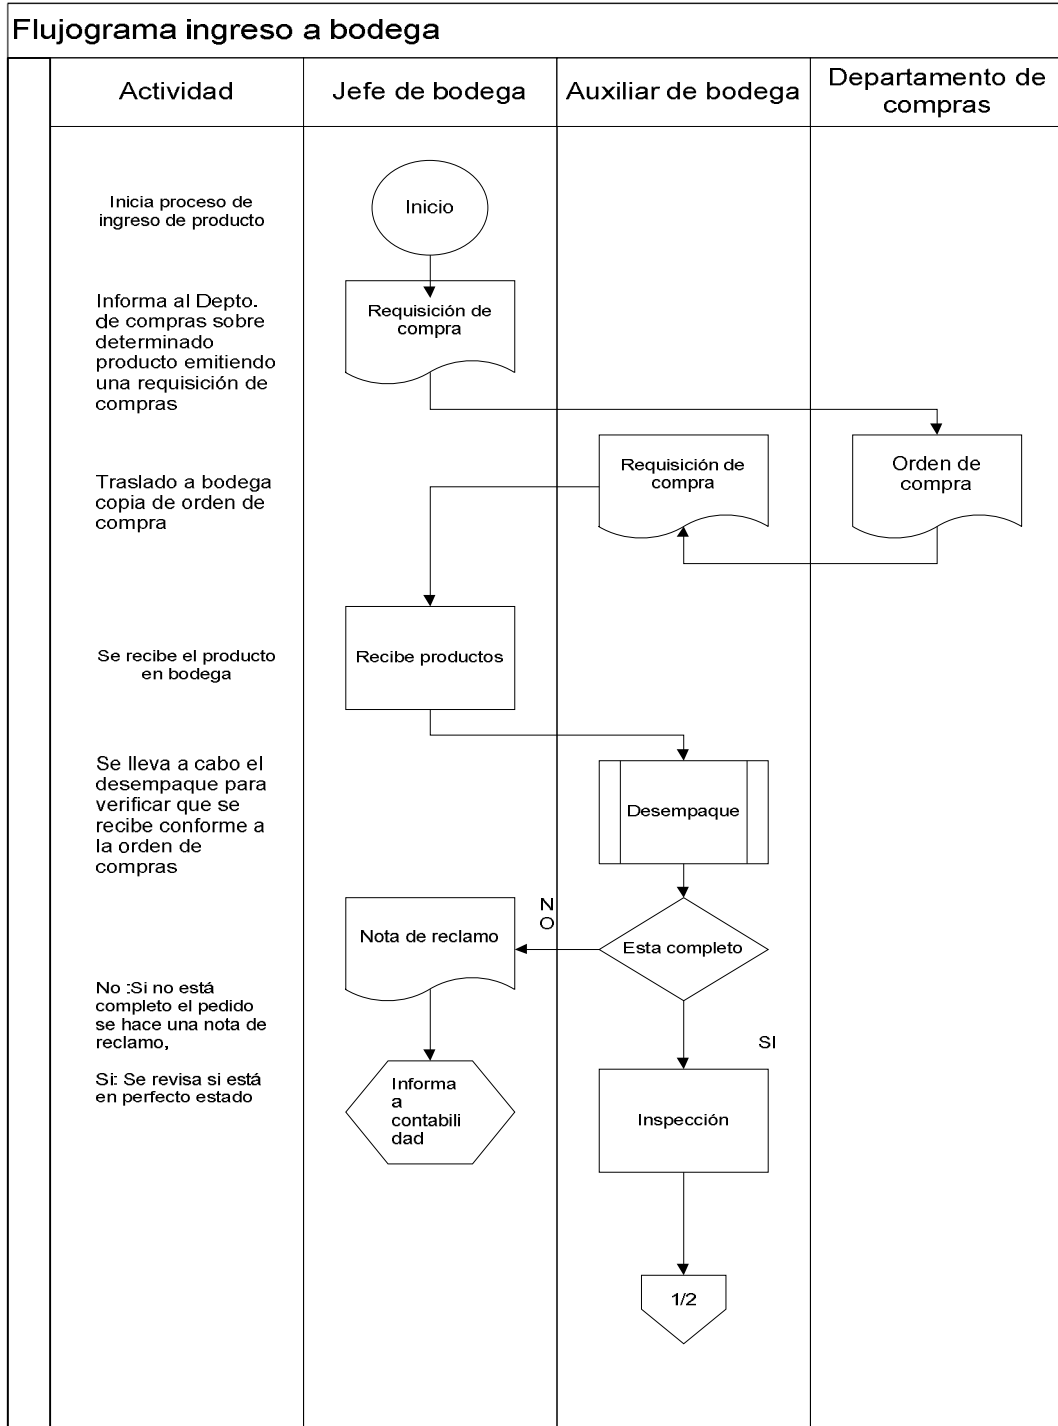 Flujograma ingreso a bodega
Actividad
Jefe de bodega
Auxiliar de bodega
Departamento de
compras
Inicia proceso de
ingreso de producto
Inicio
Informa al Depto.
de compras sobre
determinado
producto emitiendo
una requisición de
compras
Requisición de
compra
Traslado a bodega
copia de orden de
compra
Requisición de
compra
Orden de
compra
Se recibe el producto
en bodega
Recibe productos
Se lleva a cabo el
desempaque para
verificar que se
recibe conforme a
la orden de
compras
Desempaque
Nota de reclamo
N
O
Esta completo
No :Si no está
completo el pedido
se hace una nota de
reclamo,
Si: Se revisa si está
en perfecto estado
Informa
a
contabili
dad
SI
Inspección
1/2